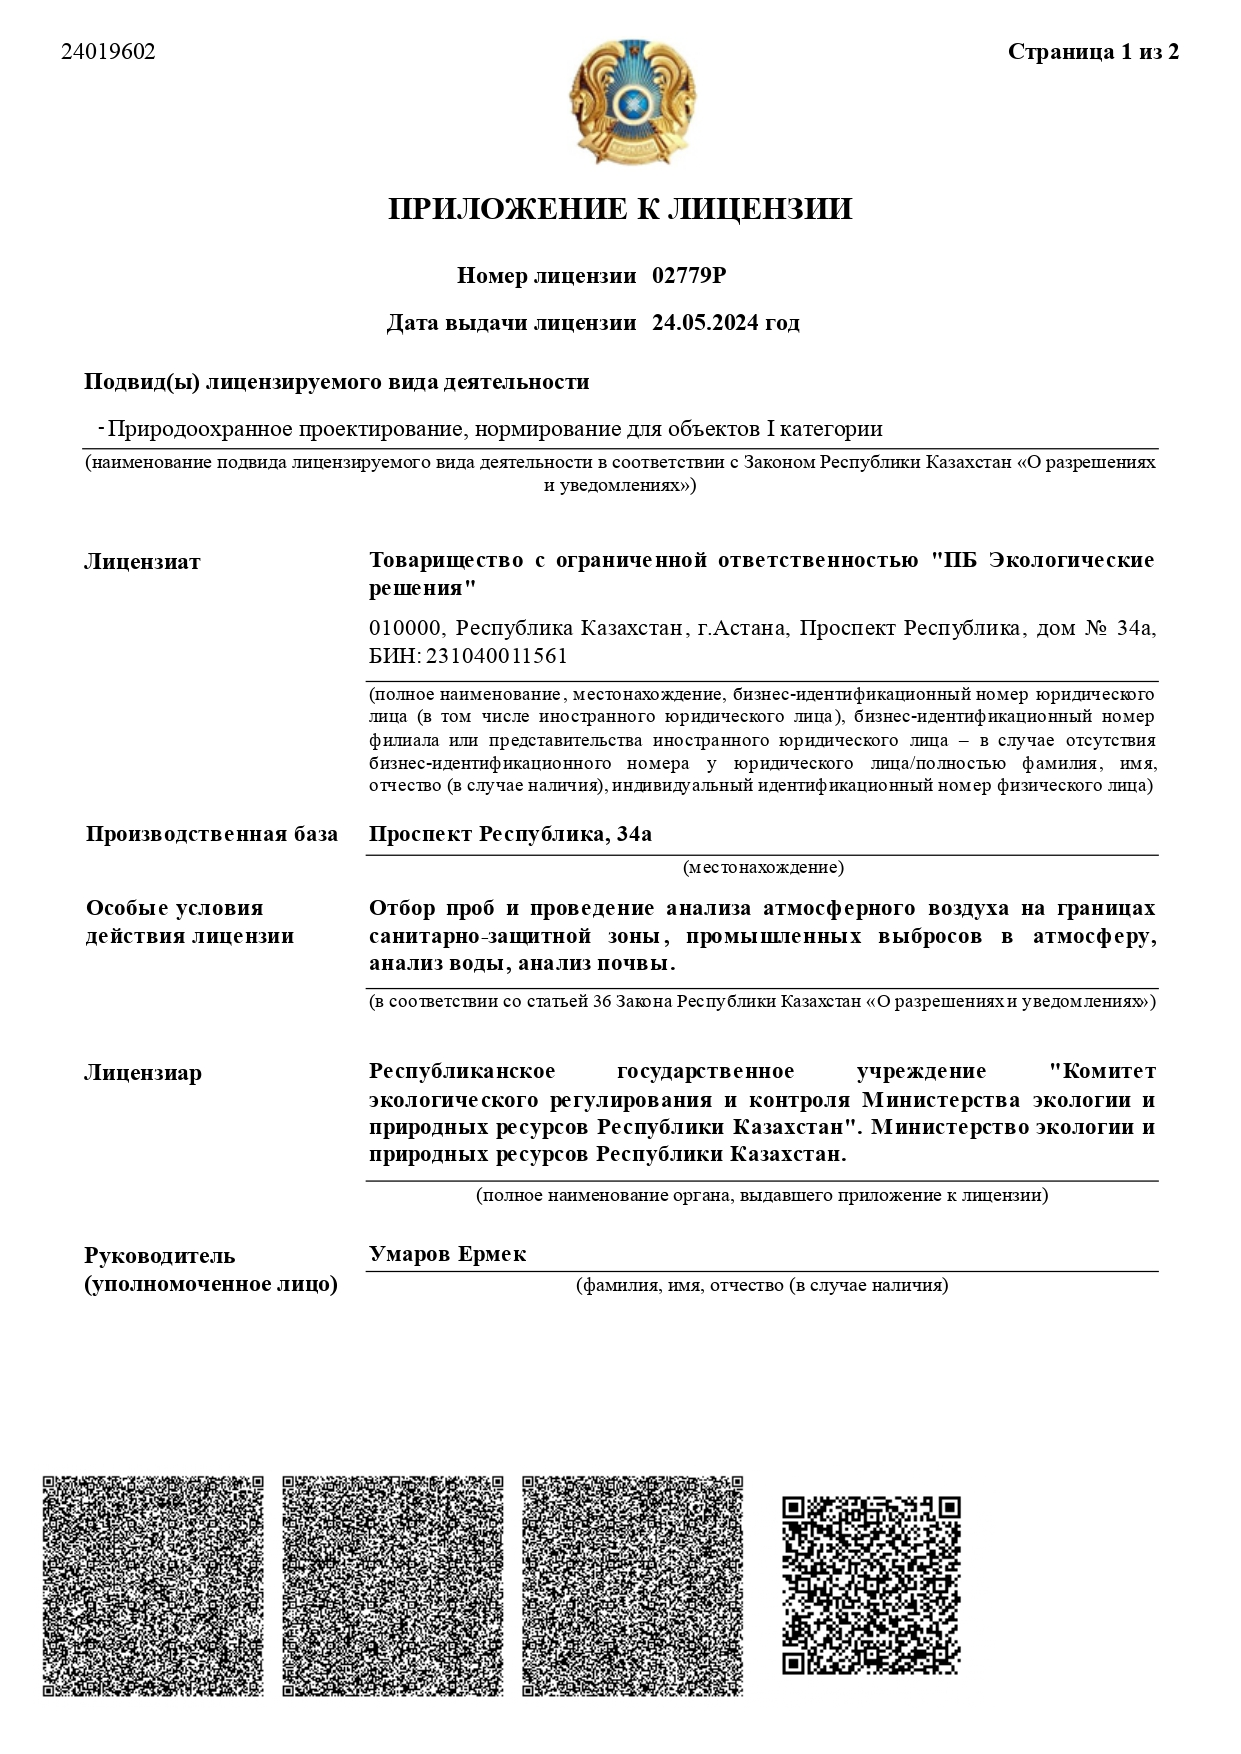 24019602
Страница 1 из 2
ПРИЛОЖЕНИЕ К ЛИЦЕНЗИИ
Номер лицензии 02779Р
Дата выдачи лицензии 24.05.2024 год
Подвид(ы) лицензируемого вида деятельности
- Природоохранное проектирование, нормирование для объектов I категории
(наименование подвида лицензируемого вида деятельности в соответствии с Законом Республики Казахстан «О разрешениях
и уведомлениях»)
Лицензиат
Товарищество с ограниченной ответственностью "ПБ Экологические
решения"
010000, Республика Казахстан, г.Астана, Проспект Республика, дом № 34а,
БИН: 231040011561
(полное наименование, местонахождение, бизнес-идентификационный номер юридического
лица (в том числе иностранного юридического лица), бизнес-идентификационный номер
филиала или представительства иностранного юридического лица – в случае отсутствия
бизнес-идентификационного номера у юридического лица/полностью фамилия, имя,
отчество (в случае наличия), индивидуальный идентификационный номер физического лица)
Производственная база
Проспект Республика, 34а
(местонахождение)
Особые условия
действия лицензии
Отбор проб и проведение анализа атмосферного воздуха на границах
санитарно-защитной зоны, промышленных выбросов в атмосферу,
анализ воды, анализ почвы.
(в соответствии со статьей 36 Закона Республики Казахстан «О разрешениях и уведомлениях»)
Лицензиар
Республиканское государственное учреждение "Комитет
экологического регулирования и контроля Министерства экологии и
природных ресурсов Республики Казахстан". Министерство экологии и
природных ресурсов Республики Казахстан.
(полное наименование органа, выдавшего приложение к лицензии)
Руководитель
(уполномоченное лицо)
Умаров Ермек
(фамилия, имя, отчество (в случае наличия)